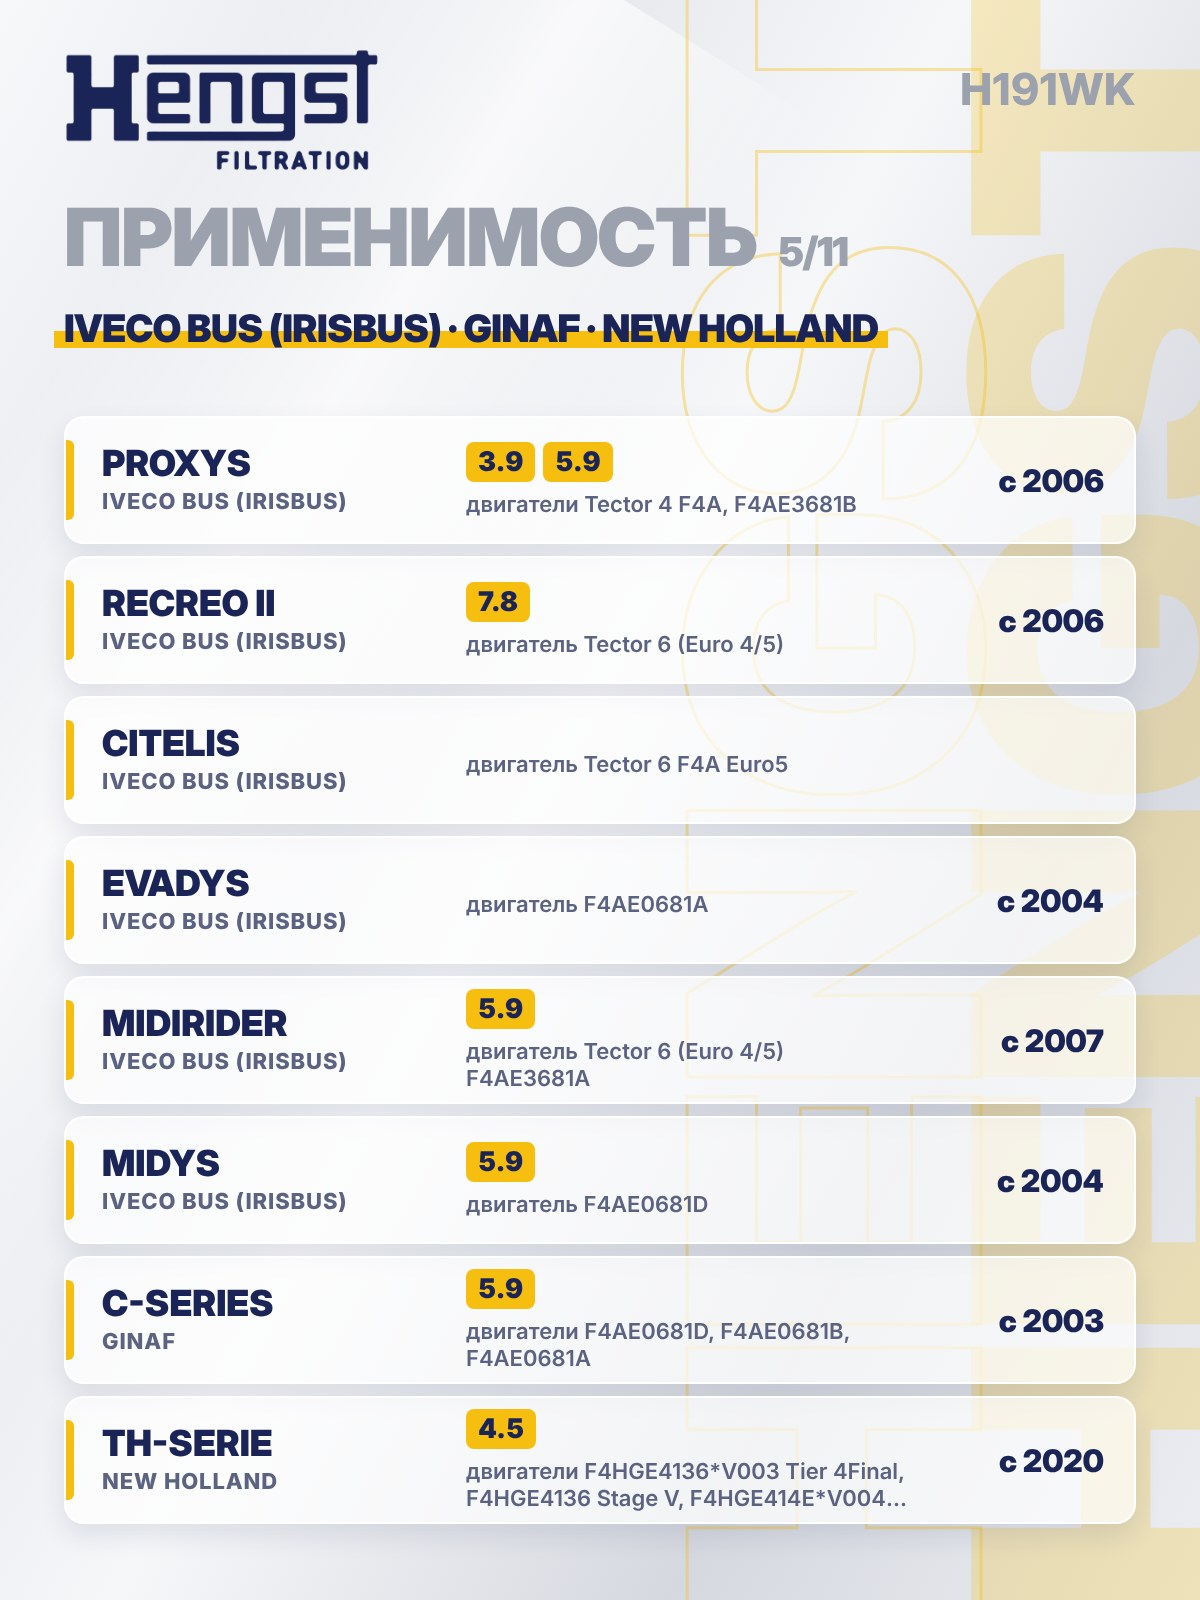 Hengst
FILTRATION
H191WK
ПРИМЕНИМОСТЬ 5/11
IVECO BUS (IRISBUS) · GINAF · NEW HOLLAND
PROXYS
IVECO BUS (IRISBUS)
3.9 5.9
двигатели Tector 4 F4A, F4AE3681B
с 2006
RECREO II
IVECO BUS (IRISBUS)
7.8
двигатель Tector 6 (Euro 4/5)
с 2006
CITELIS
IVECO BUS (IRISBUS)
двигатель Tector 6 F4A Euro5
EVADYS
IVECO BUS (IRISBUS)
двигатель F4AE0681A
с 2004
MIDIRIDER
IVECO BUS (IRISBUS)
5.9
двигатель Tector 6 (Euro 4/5)
F4AE3681A
с 2007
MIDYS
IVECO BUS (IRISBUS)
5.9
двигатель F4AE0681D
с 2004
C-SERIES
GINAF
5.9
двигатели F4AE0681D, F4AE0681B,
F4AE0681A
с 2003
TH-SERIE
NEW HOLLAND
4.5
двигатели F4HGE4136*V003 Tier 4Final,
F4HGE4136 Stage V, F4HGE414E*V004...
с 2020
HENGST
HENGST